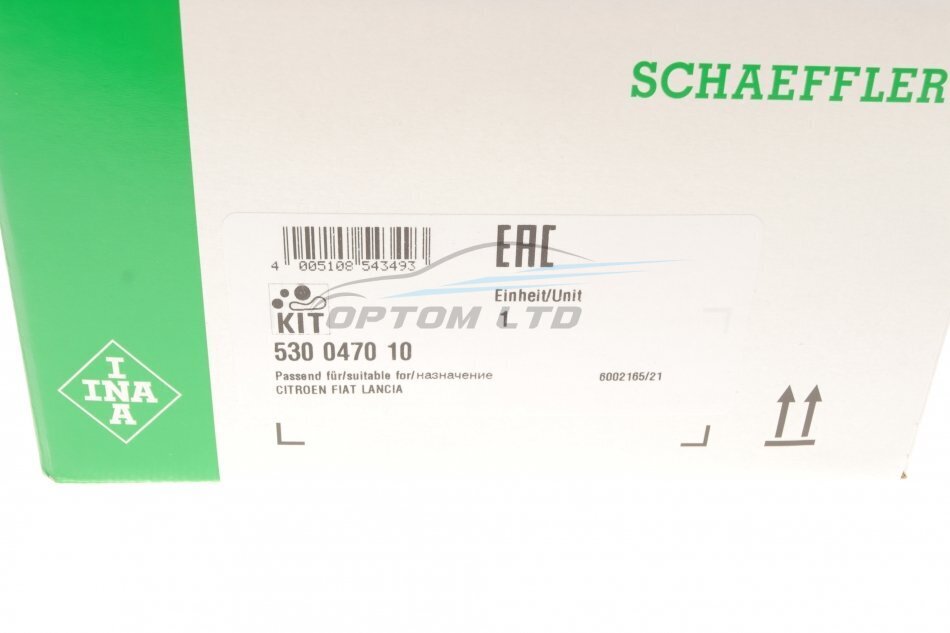 SCHAEFFLER
EAC
4 005108 543493
Einheit/Unit
1
KIT
OPTOM LTD
530 0470 10
Passend für/suitable for/назначение
6002165/21
CITROEN FIAT LANCIA
INA
INA